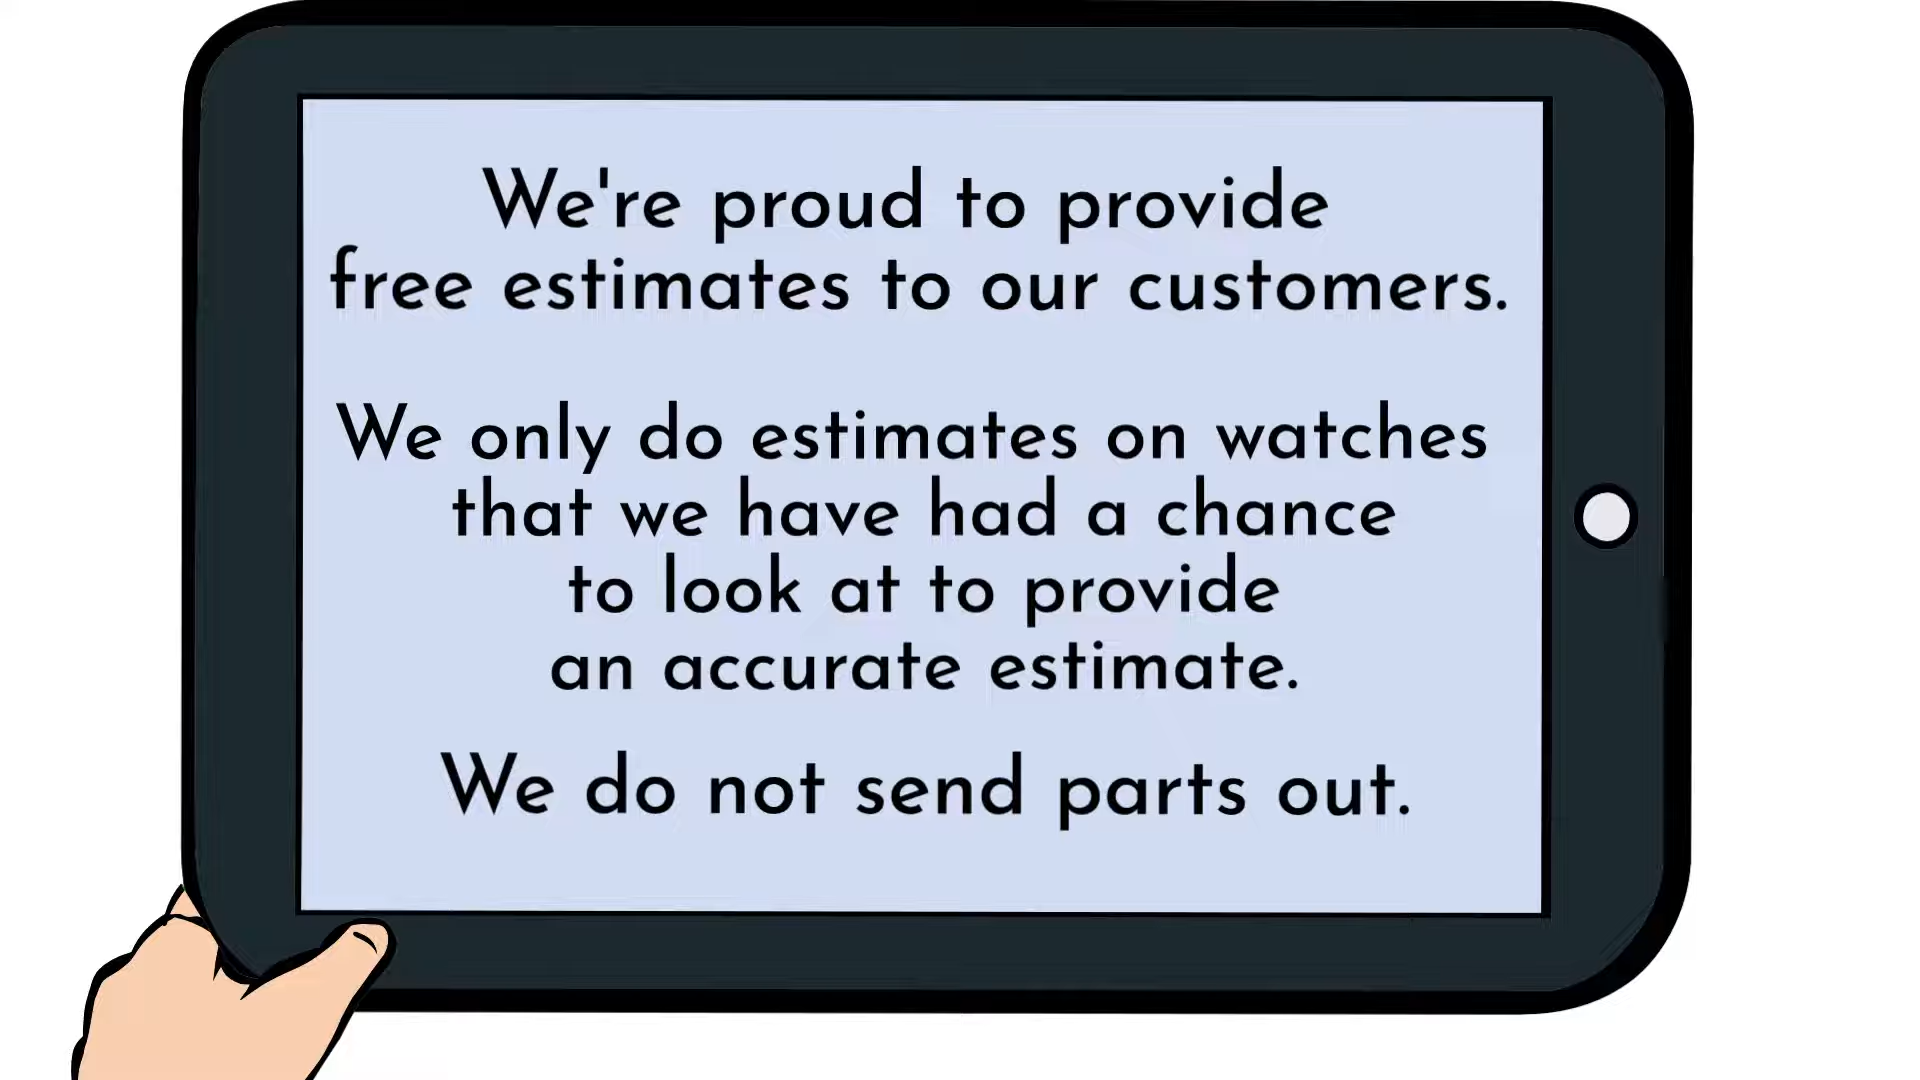 We're proud to provide
free estimates to our customers.
We only do estimates on watches
that we have had a chance
to look at to provide
an accurate estimate.
We do not send parts out.